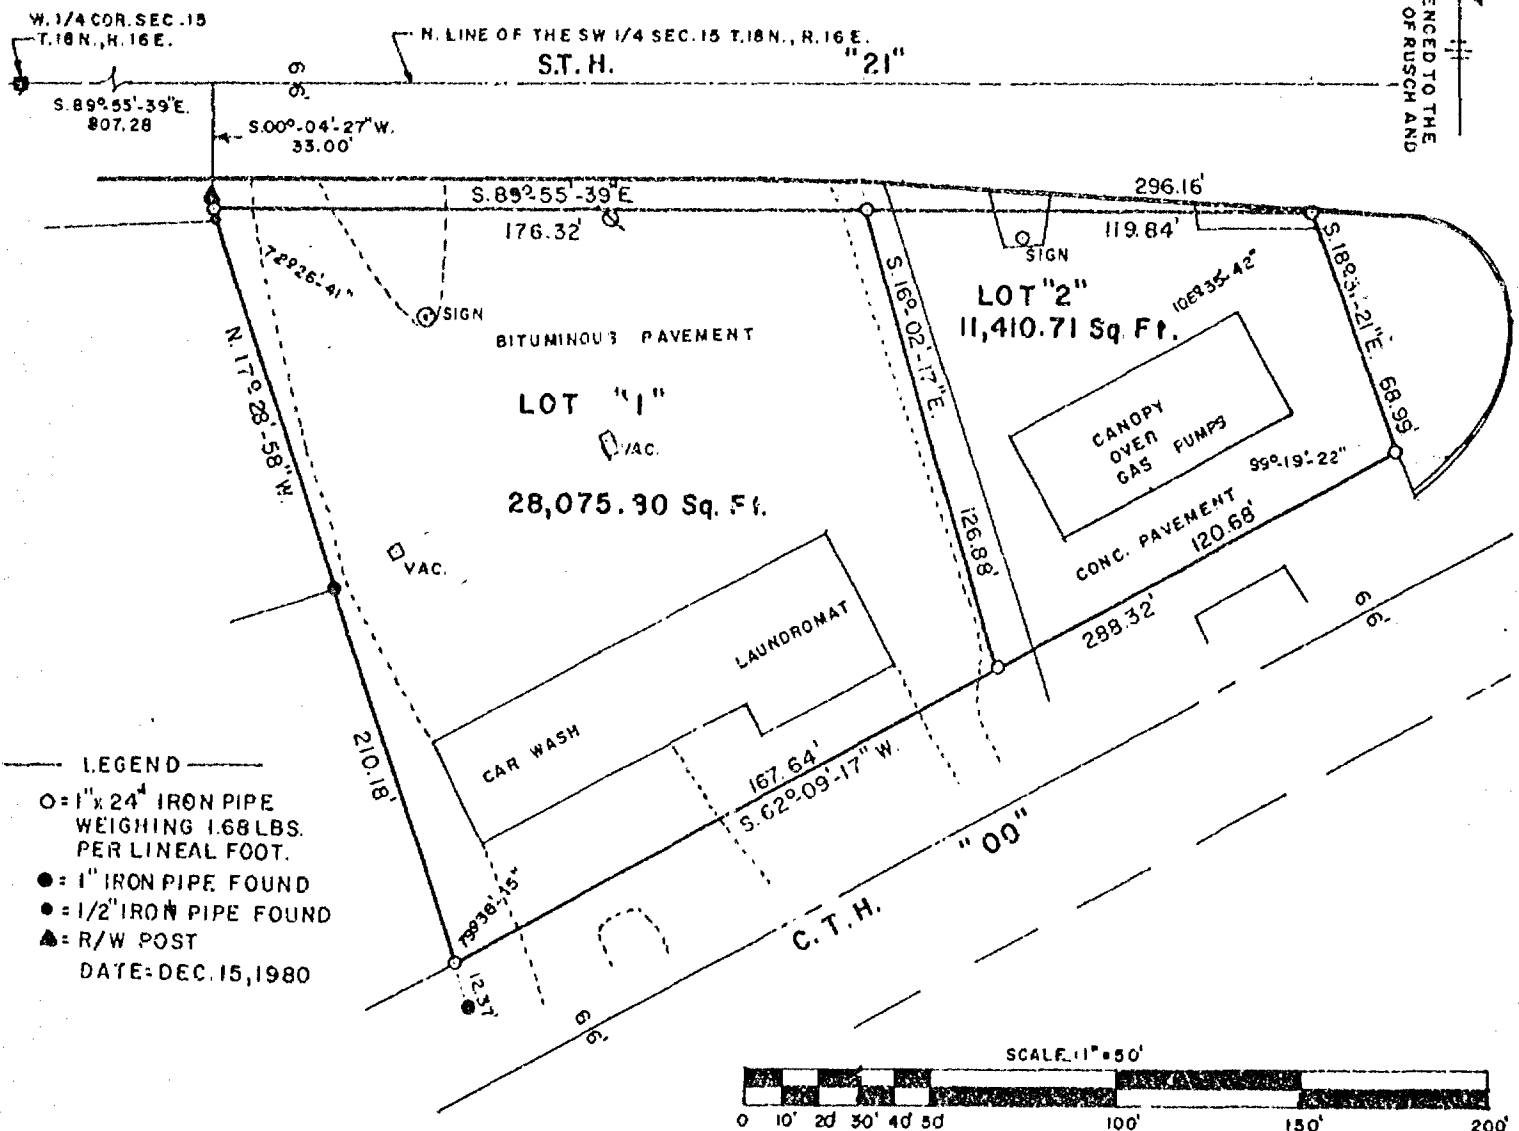 W. 1/4 COR. SEC. 15
T.18N., R.16E.
N. LINE OF THE SW 1/4 SEC. 15 T.18N., R.16E.
S.T.H. "21"
66'
ENCED TO THE
OF RUSCH AND
S.89°-55'-39"E.
807.28
S.00°-04'-27"W.
33.00'
S.89°-55'-39"E
296.16'
176.32'
119.84'
72°26'-41"
SIGN
SIGN
BITUMINOUS PAVEMENT
LOT "1"
VAC.
28,075.90 Sq. Ft.
VAC.
N. 17°-28'-58" W.
210.18'
S. 16°-02'-17"E.
126.88'
LOT "2"
11,410.71 Sq. Ft.
108°35'-42"
S.18°-31'-21"E.
68.99'
CANOPY
OVER
GAS PUMPS
99°-19'-22"
CONC. PAVEMENT
120.68'
288.32'
66'
LAUNDROMAT
CAR WASH
167.64'
S.62°-09'-17" W.
79°38'-15"
12.37'
C.T.H. "OO"
66'
LEGEND
O = 1" x 24" IRON PIPE
WEIGHING 1.68 LBS.
PER LINEAL FOOT.
● = 1" IRON PIPE FOUND
• = 1/2" IRON PIPE FOUND
▲ = R/W POST
DATE: DEC. 15, 1980
SCALE: 1" = 50'
0 10' 20' 30' 40' 50' 100' 150' 200'